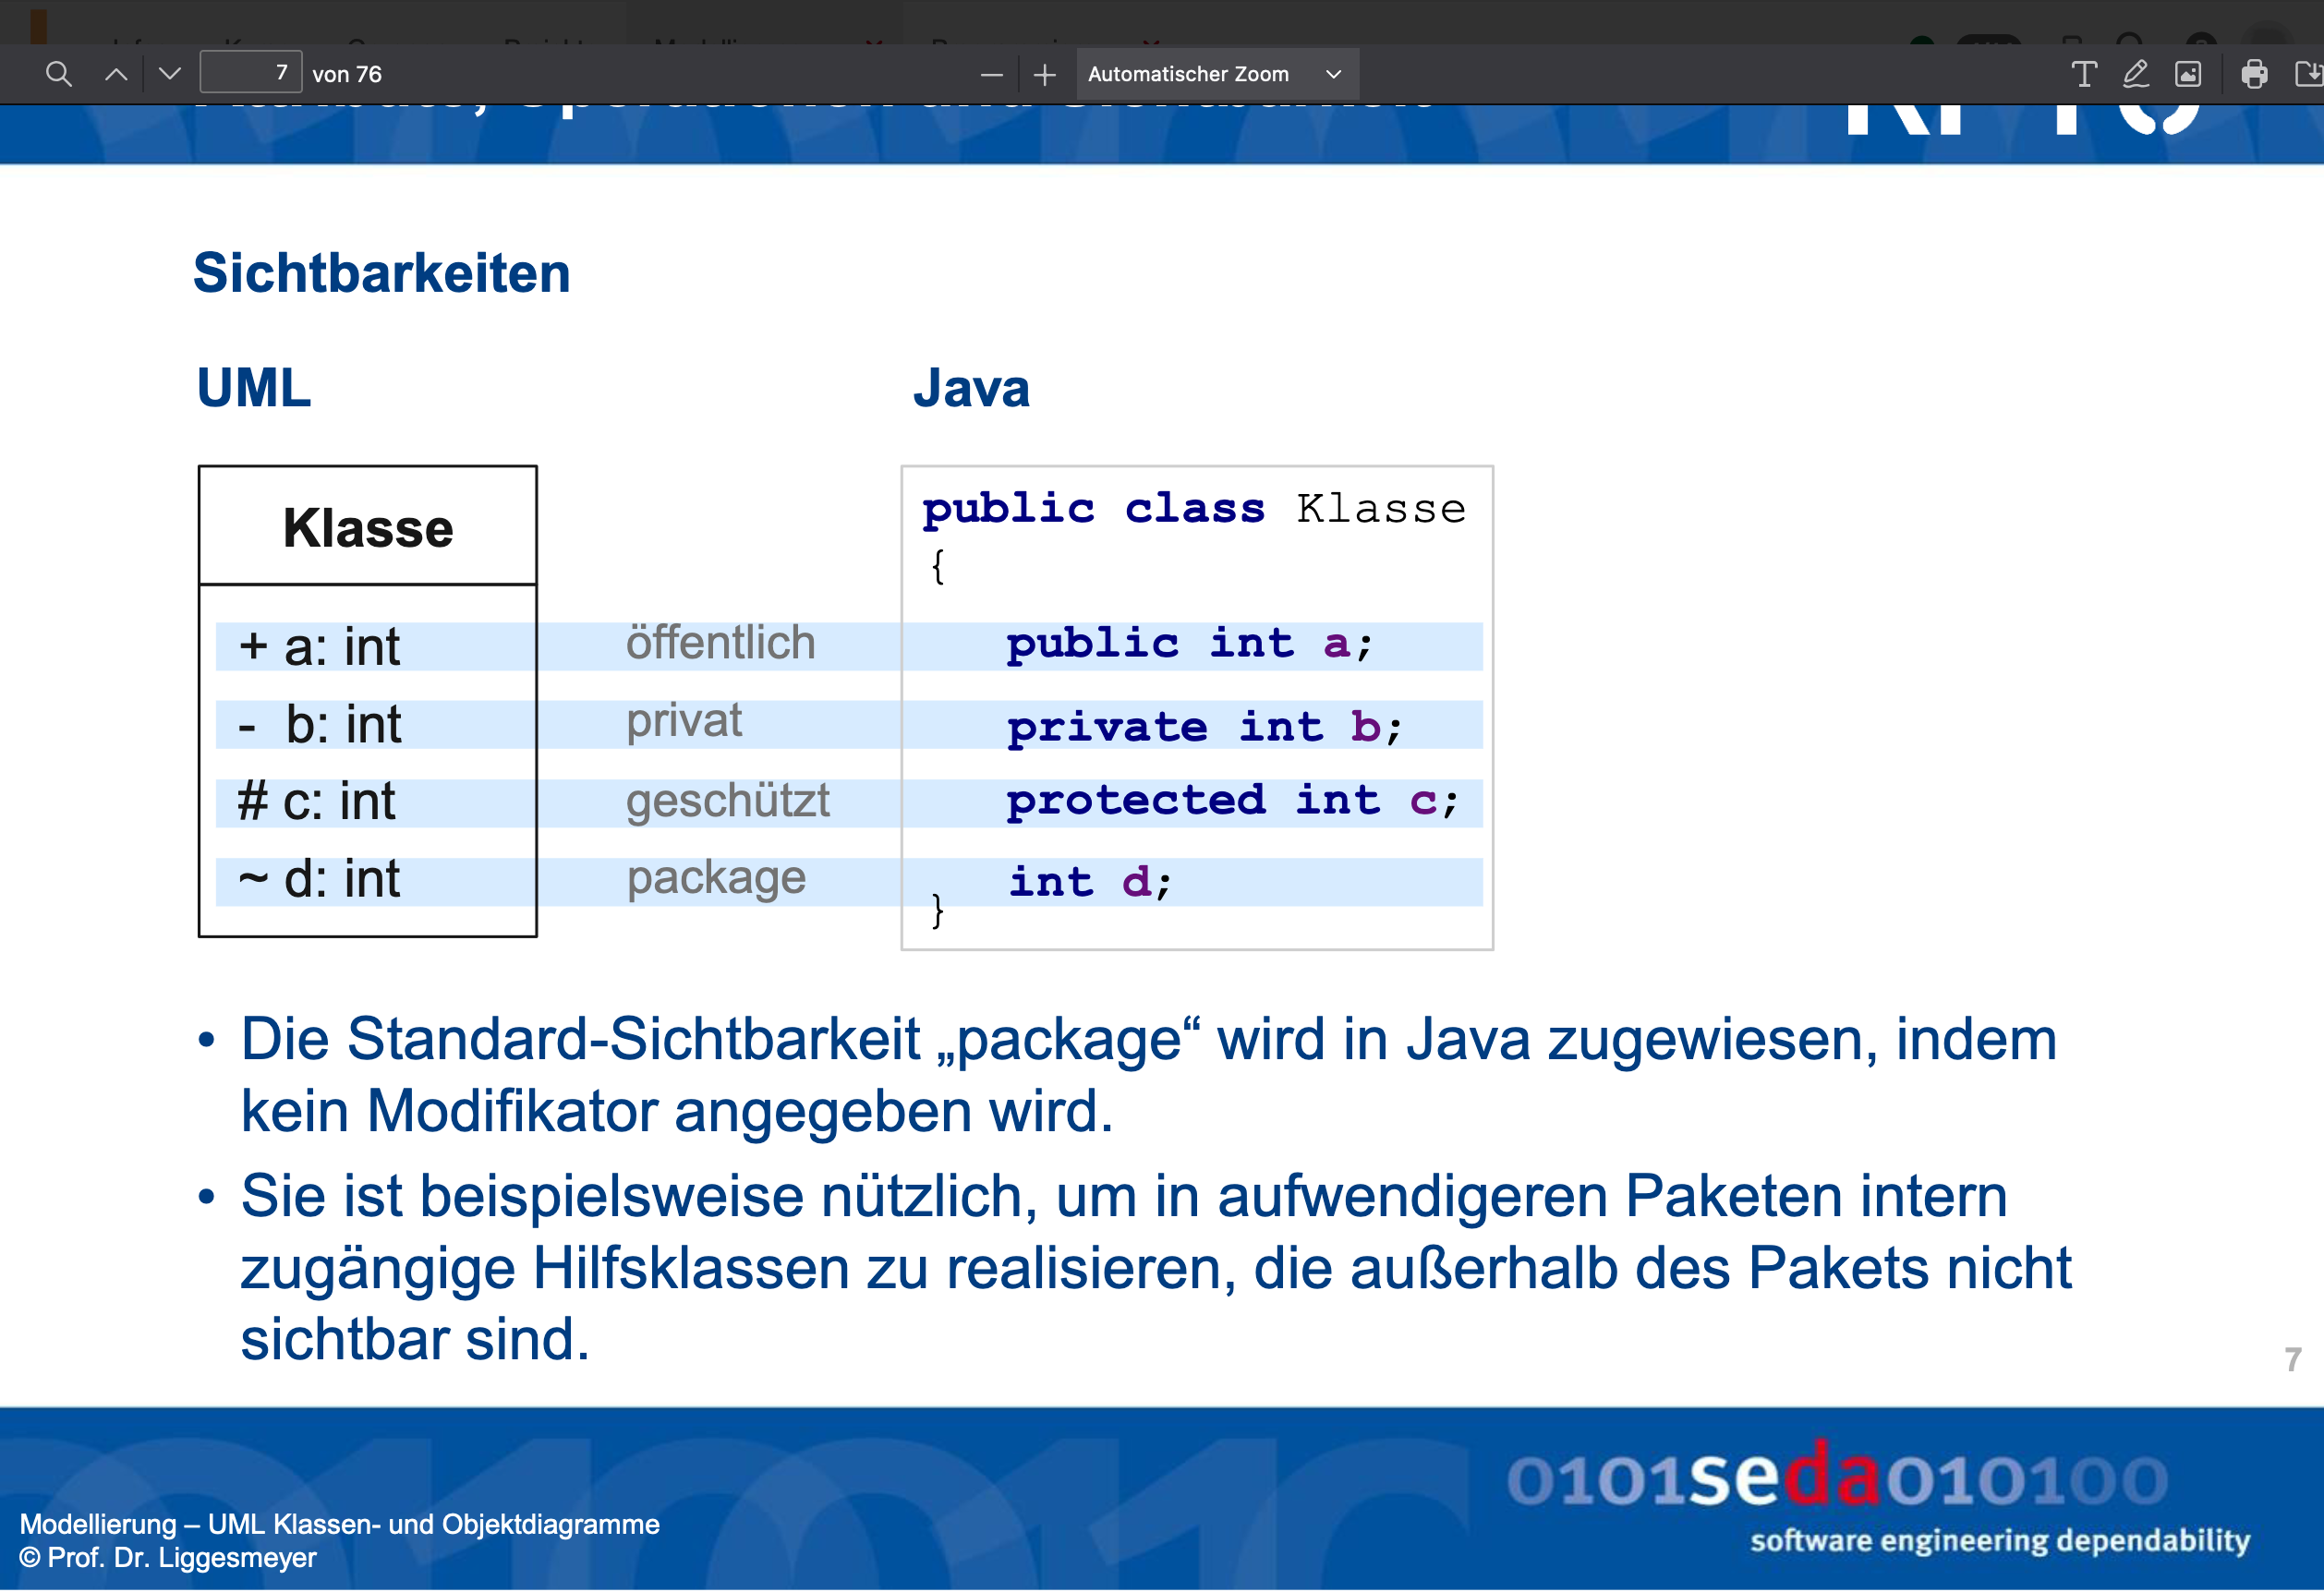 7 von 76 Automatischer Zoom
Sichtbarkeiten
UML
Java
Klasse
+ a: int
- b: int
# c: int
~ d: int
öffentlich
privat
geschützt
package
public class Klasse
{
public int a;
private int b;
protected int c;
int d;
}
• Die Standard-Sichtbarkeit „package“ wird in Java zugewiesen, indem
kein Modifikator angegeben wird.
• Sie ist beispielsweise nützlich, um in aufwendigeren Paketen intern
zugängige Hilfsklassen zu realisieren, die außerhalb des Pakets nicht
sichtbar sind.
7
Modellierung – UML Klassen- und Objektdiagramme
© Prof. Dr. Liggesmeyer
0101seda010100
software engineering dependability